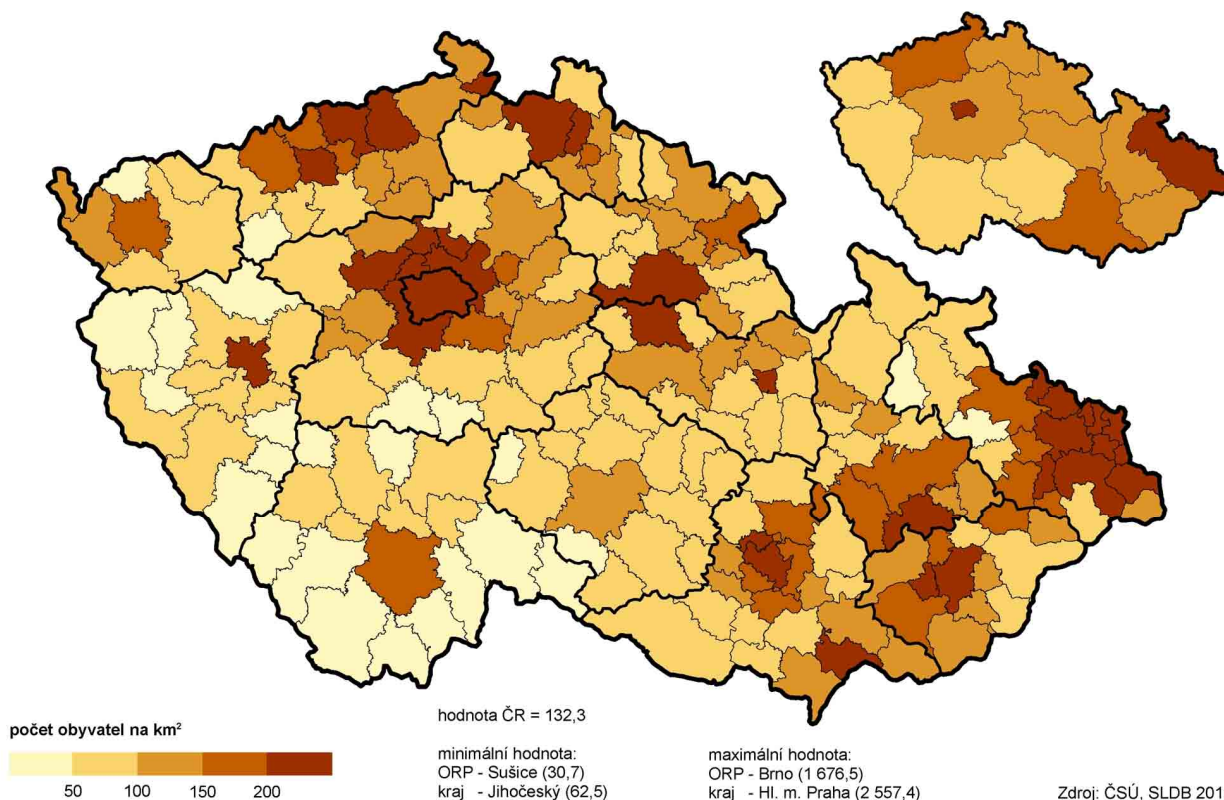 hodnota ČR = 132,3
počet obyvatel na km²
50 100 150 200
minimální hodnota:
ORP - Sušice (30,7)
kraj - Jihočeský (62,5)
maximální hodnota:
ORP - Brno (1 676,5)
kraj - Hl. m. Praha (2 557,4)
Zdroj: ČSÚ, SLDB 201